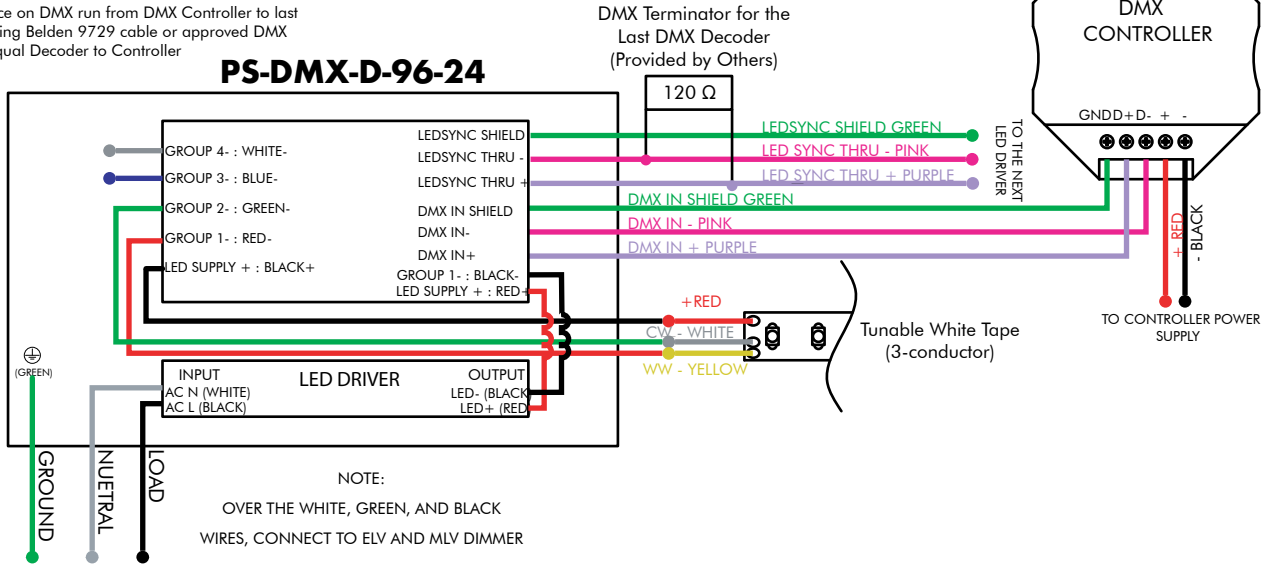 ce on DMX run from DMX Controller to last
ing Belden 9729 cable or approved DMX
qual Decoder to Controller
PS-DMX-D-96-24
DMX Terminator for the
Last DMX Decoder
(Provided by Others)
120 Ω
DMX
CONTROLLER
GND D+ D- + -
GROUP 4- : WHITE-
GROUP 3- : BLUE-
GROUP 2- : GREEN-
GROUP 1- : RED-
LED SUPPLY + : BLACK+
LEDSYNC SHIELD
LEDSYNC THRU -
LEDSYNC THRU +
DMX IN SHIELD
DMX IN-
DMX IN+
GROUP 1- : BLACK-
LED SUPPLY + : RED+
LEDSYNC SHIELD GREEN
LED SYNC THRU - PINK
LED SYNC THRU + PURPLE
TO THE NEXT
LED DRIVER
DMX IN SHIELD GREEN
DMX IN - PINK
DMX IN + PURPLE
+ RED
- BLACK
TO CONTROLLER POWER
SUPPLY
+RED
CW - WHITE
WW - YELLOW
Tunable White Tape
(3-conductor)
(GREEN)
INPUT
AC N (WHITE)
AC L (BLACK)
LED DRIVER
OUTPUT
LED- (BLACK
LED+ (RED
GROUND
NUETRAL
LOAD
NOTE:
OVER THE WHITE, GREEN, AND BLACK
WIRES, CONNECT TO ELV AND MLV DIMMER